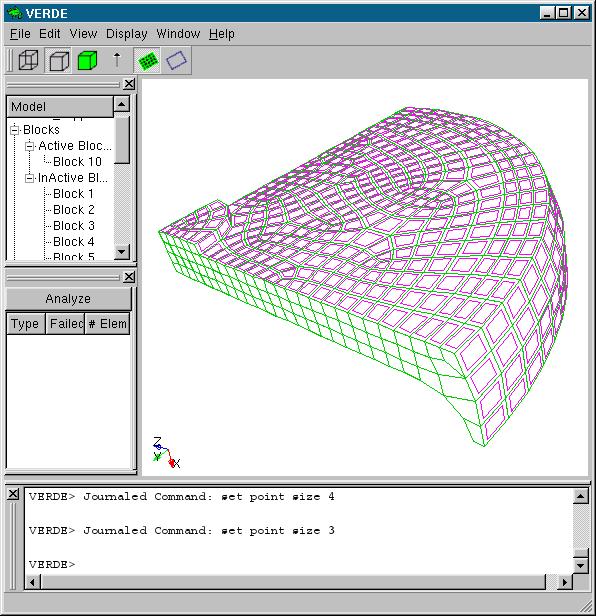 VERDE
File Edit View Display Window Help
Model
Blocks
Active Bloc...
Block 10
InActive Bl...
Block 1
Block 2
Block 3
Block 4
Block 5
Analyze
Type Failed # Elem
Z
Y
X
VERDE> Journaled Command: set point size 4
VERDE> Journaled Command: set point size 3
VERDE>